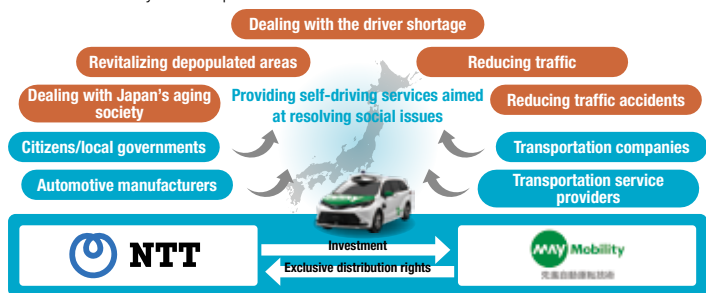 Dealing with the driver shortage
Revitalizing depopulated areas
Reducing traffic
Dealing with Japan's aging
society
Providing self-driving services aimed
at resolving social issues
Reducing traffic accidents
Citizens/local governments
Transportation companies
Automotive manufacturers
Transportation service
providers
MAY
NTT
Investment
Exclusive distribution rights
MAY Mobility